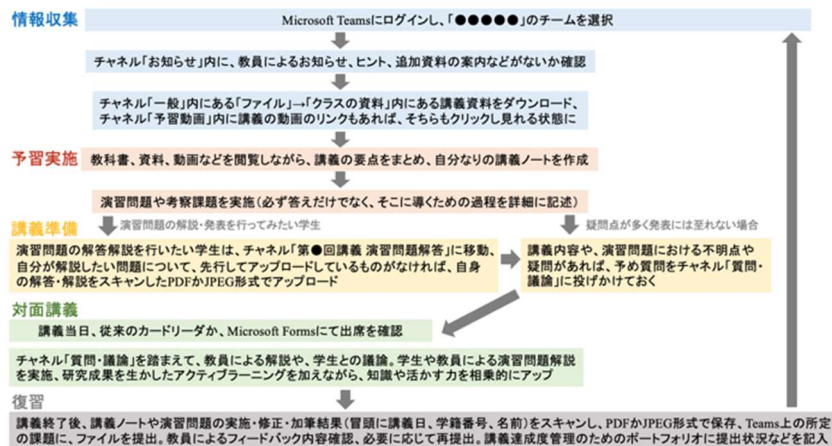 情報収集
Microsoft Teamsにログインし、「●●●●●」のチームを選択
チャネル「お知らせ」内に、教員によるお知らせ、ヒント、追加資料の案内などがないか確認
チャネル「一般」内にある「ファイル」→「クラスの資料」内にある講義資料をダウンロード、
チャネル「予習動画」内に講義の動画のリンクもあれば、そちらもクリックし見れる状態に
予習実施
教科書、資料、動画などを閲覧しながら、講義の要点をまとめ、自分なりの講義ノートを作成
演習問題や考察課題を実施(必ず答えだけでなく、そこに導くための過程を詳細に記述)
講義準備
演習問題の解説・発表を行ってみたい学生
疑問点が多く発表には至れない場合
演習問題の解答解説を行いたい学生は、チャネル「第●回講義 演習問題解答」に移動、
自分が解説したい問題について、先行してアップロードしているものがなければ、自身
の解答・解説をスキャンしたPDFかJPEG形式でアップロード
講義内容や、演習問題における不明点や
疑問があれば、予め質問をチャネル「質問・
議論」に投げかけておく
対面講義
講義当日、従来のカードリーダか、Microsoft Formsにて出席を確認
チャネル「質問・議論」を踏まえて、教員による解説や、学生との議論。学生や教員による演習問題解説
を実施、研究成果を生かしたアクティブラーニングを加えながら、知識や活かす力を相乗的にアップ
復習
講義終了後、講義ノートや演習問題の実施・修正・加筆結果(冒頭に講義日、学籍番号、名前)をスキャンし、PDFかJPEG形式で保存、Teams上の所定
の課題に、ファイルを提出。教員によるフィードバック内容確認、必要に応じて再提出。講義達成度管理のためのポートフォリオに提出状況などを記入